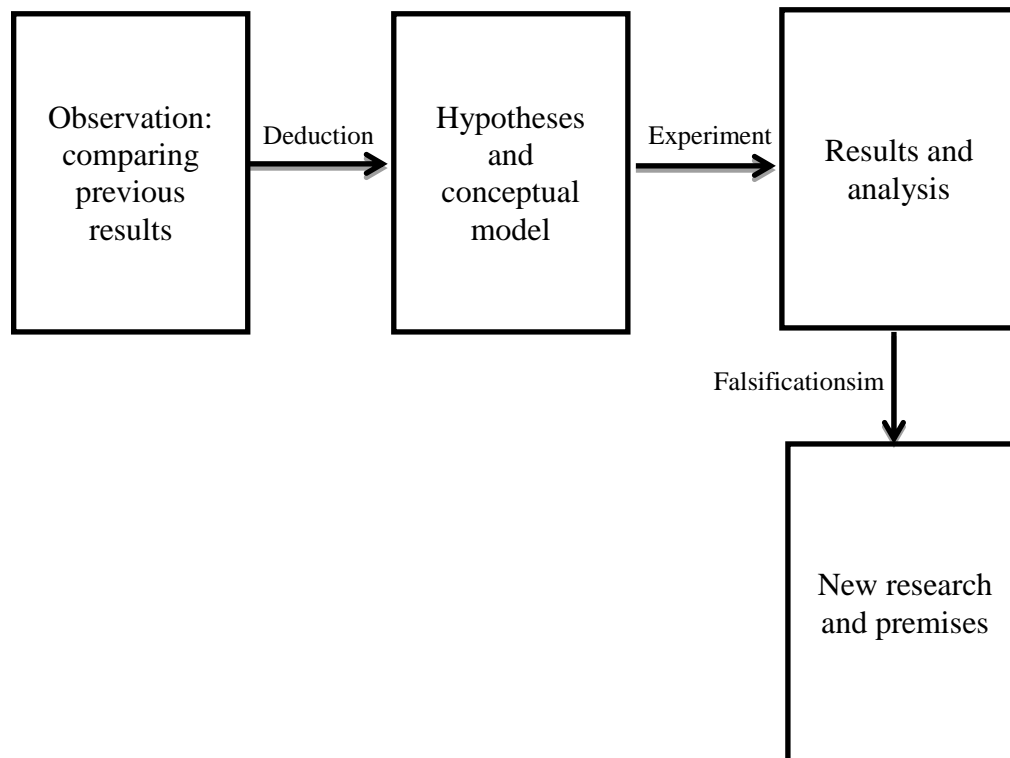 Observation:
comparing
previous
results
Deduction
Hypotheses
and
conceptual
model
Experiment
Results and
analysis
Falsificationsim
New research
and premises